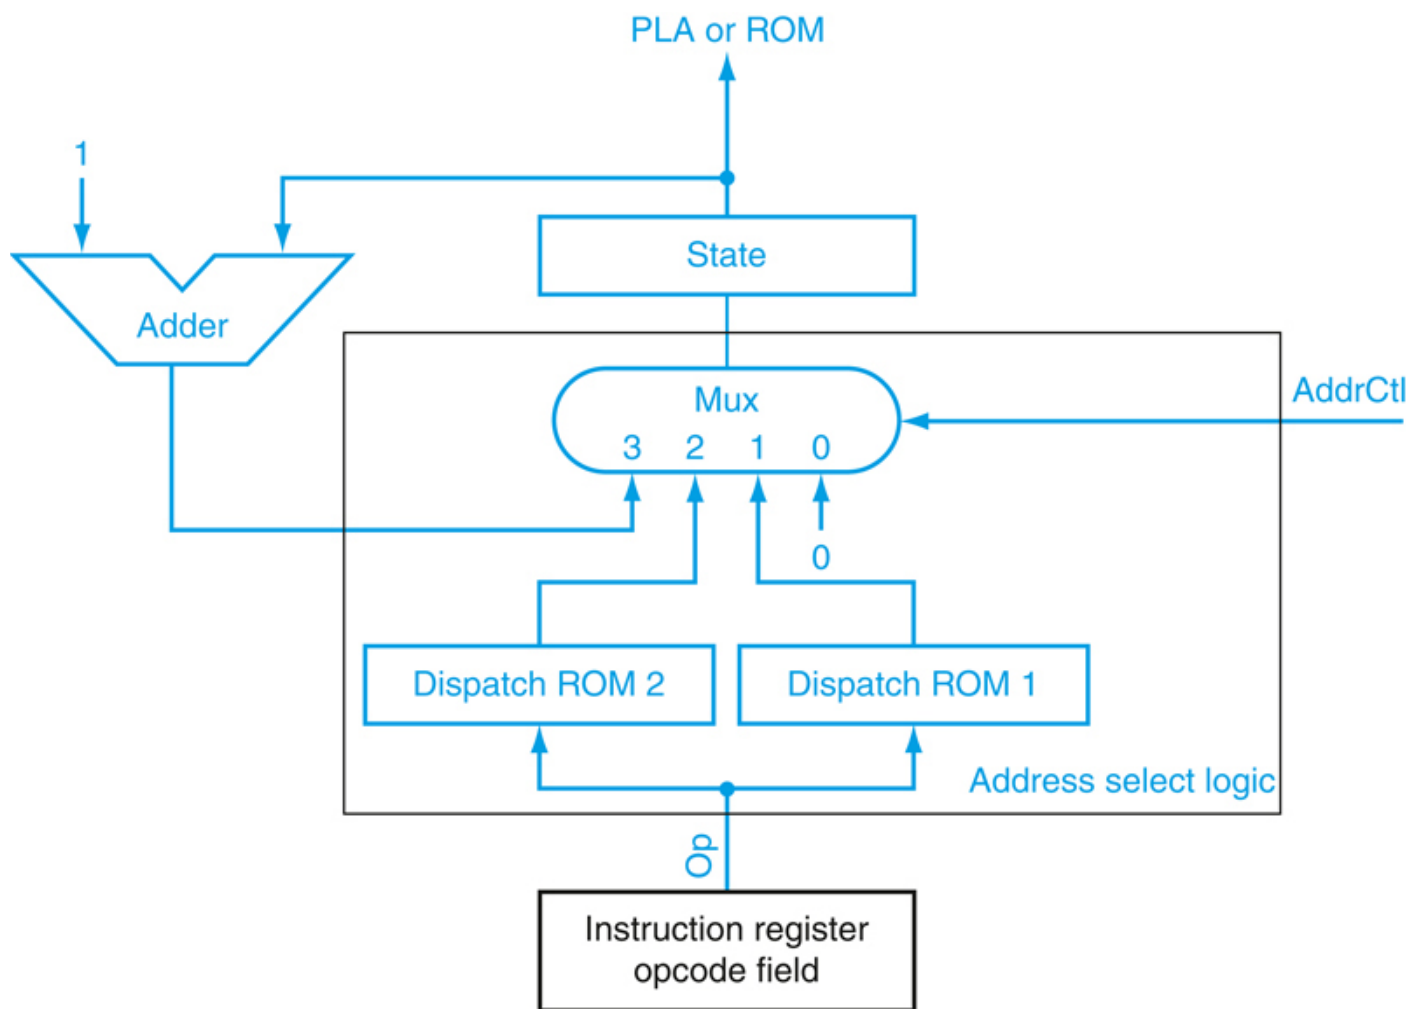 PLA or ROM
1
State
Adder
Mux
AddrCtl
3 2 1 0
0
Dispatch ROM 2
Dispatch ROM 1
Address select logic
Op
Instruction register
opcode field